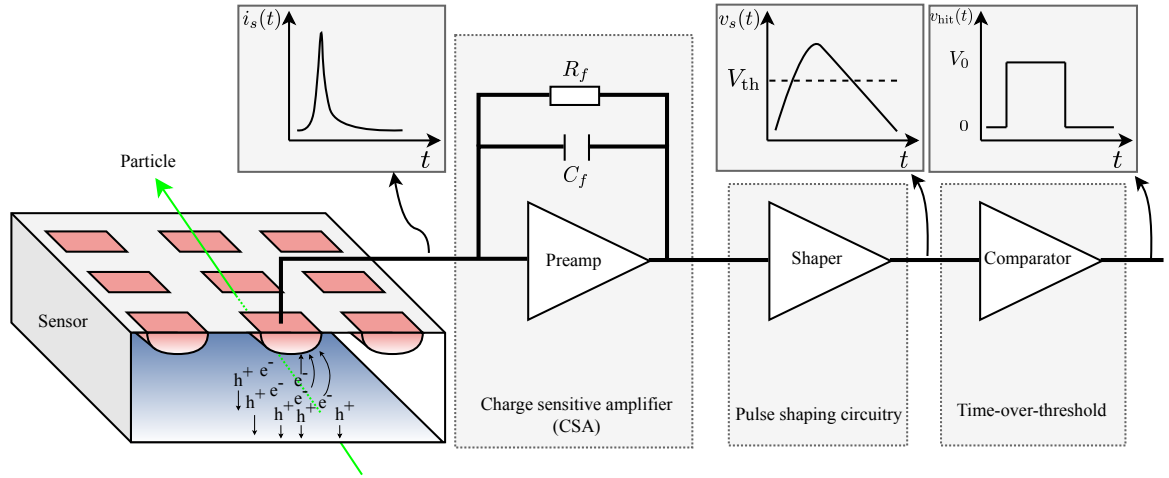 i_s(t)
t
R_f
C_f
v_s(t)
V_th
t
v_hit(t)
V_0
0
t
Particle
Sensor
Preamp
Shaper
Comparator
h+ e-
h+ e- e-
e-
h+ h+ e- h+
Charge sensitive amplifier
(CSA)
Pulse shaping circuitry
Time-over-threshold